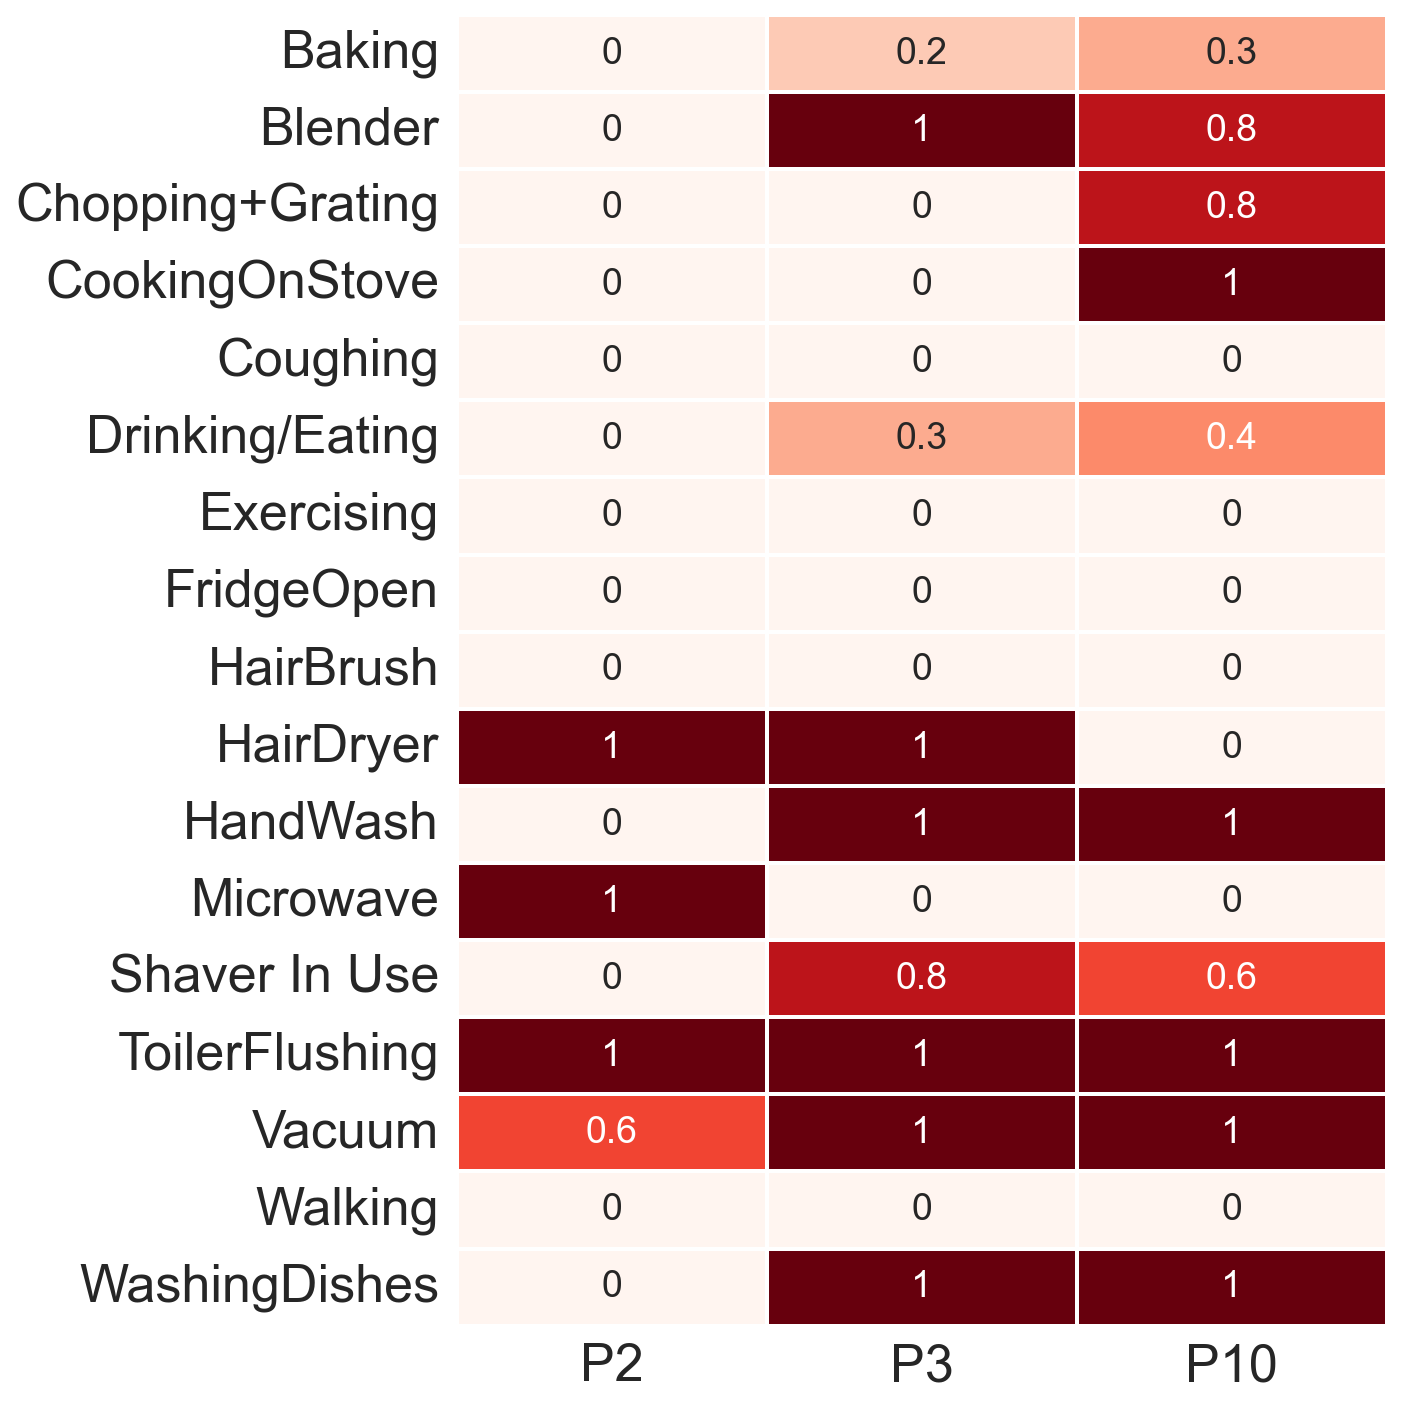 Baking 0 0.2 0.3
Blender 0 1 0.8
Chopping+Grating 0 0 0.8
CookingOnStove 0 0 1
Coughing 0 0 0
Drinking/Eating 0 0.3 0.4
Exercising 0 0 0
FridgeOpen 0 0 0
HairBrush 0 0 0
HairDryer 1 1 0
HandWash 0 1 1
Microwave 1 0 0
Shaver In Use 0 0.8 0.6
ToilerFlushing 1 1 1
Vacuum 0.6 1 1
Walking 0 0 0
WashingDishes 0 1 1
P2 P3 P10